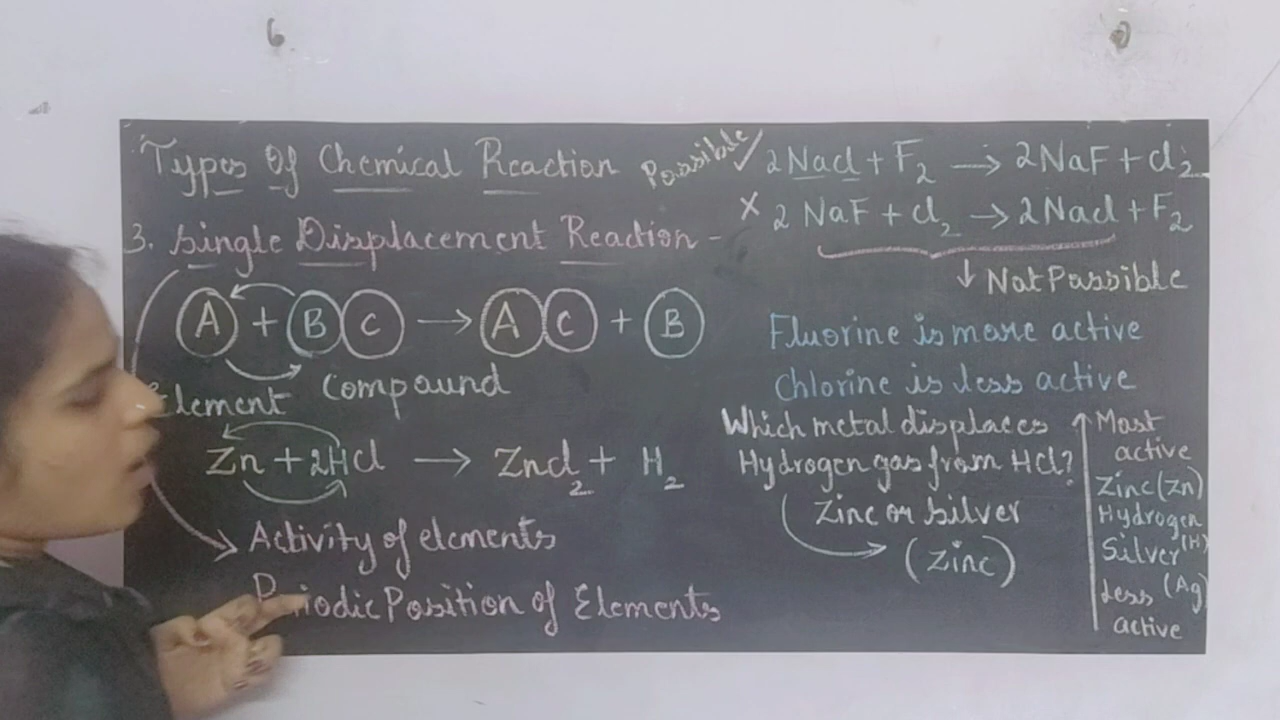 Types Of Chemical Reaction
3. Single Displacement Reaction -
A + B C → A C + B
Element Compound
Zn + 2HCl → ZnCl2 + H2
Activity of elements
Periodic Position of Elements
Possible ✓ 2NaCl + F2 → 2NaF + Cl2
X 2 NaF + Cl2 → 2NaCl + F2
↓ Not Possible
Fluorine is more active
Chlorine is less active
Which metal displaces
Hydrogen gas from HCl?
Zinc or Silver
(Zinc)
Most
active
Zinc (Zn)
Hydrogen
(H)
Silver
(Ag)
Less
active